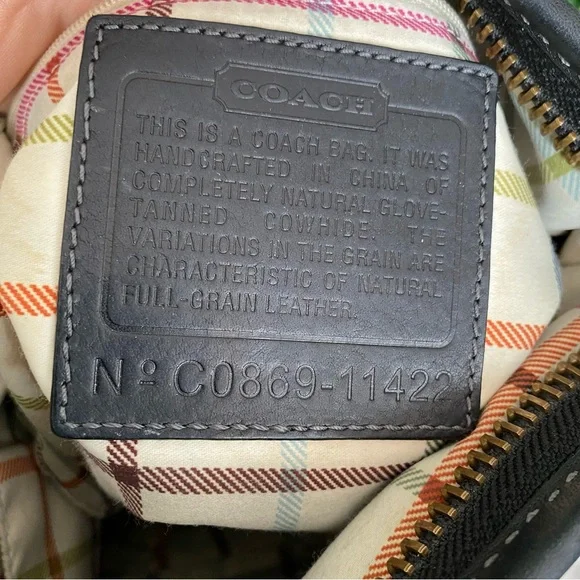 COACH
THIS IS A COACH BAG. IT WAS
HANDCRAFTED IN CHINA OF
COMPLETELY NATURAL GLOVE-
TANNED COWHIDE. THE
VARIATIONS IN THE GRAIN ARE
CHARACTERISTIC OF NATURAL
FULL-GRAIN LEATHER.
Nº C0869-11422